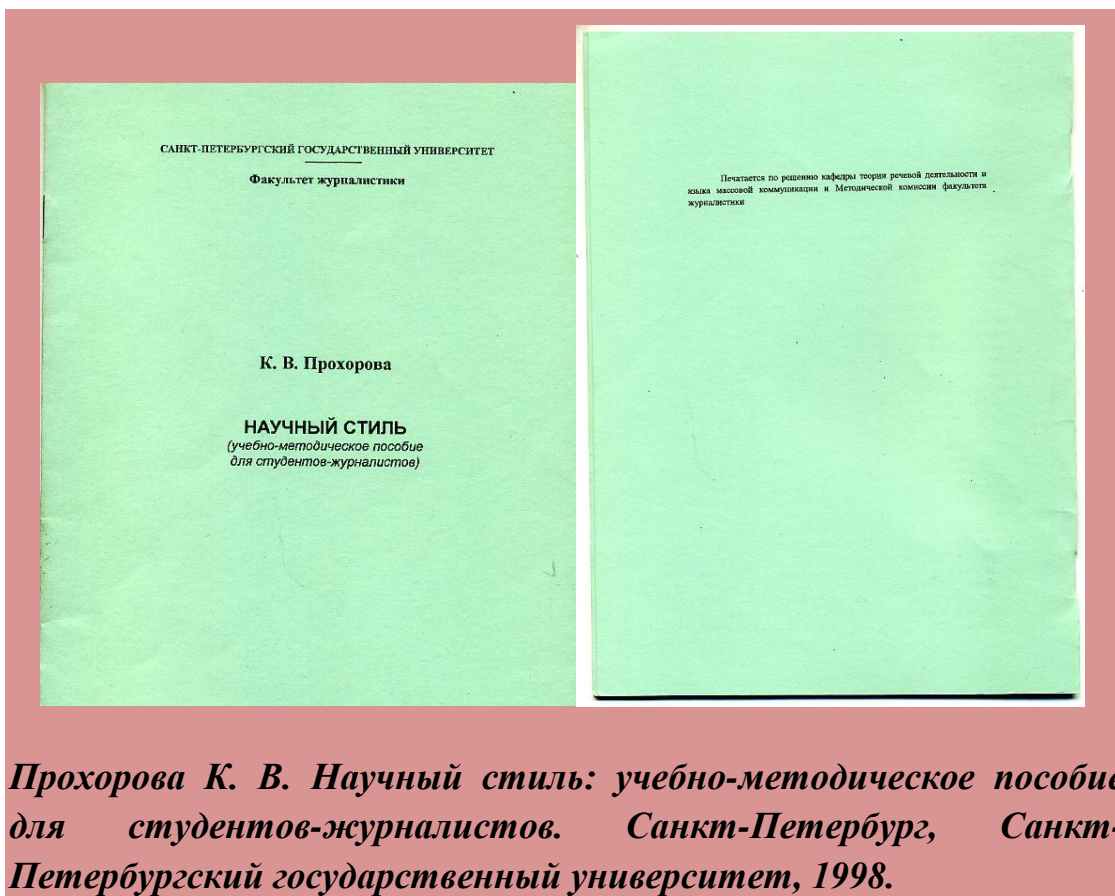 САНКТ-ПЕТЕРБУРГСКИЙ ГОСУДАРСТВЕННЫЙ УНИВЕРСИТЕТ
Факультет журналистики
К. В. Прохорова
НАУЧНЫЙ СТИЛЬ
(учебно-методическое пособие
для студентов-журналистов)
Печатается по решению кафедры теории речевой деятельности и
языка массовой коммуникации и Методической комиссии факультета
журналистики
Прохорова К. В. Научный стиль: учебно-методическое пособие
для студентов-журналистов. Санкт-Петербург, Санкт-
Петербургский государственный университет, 1998.